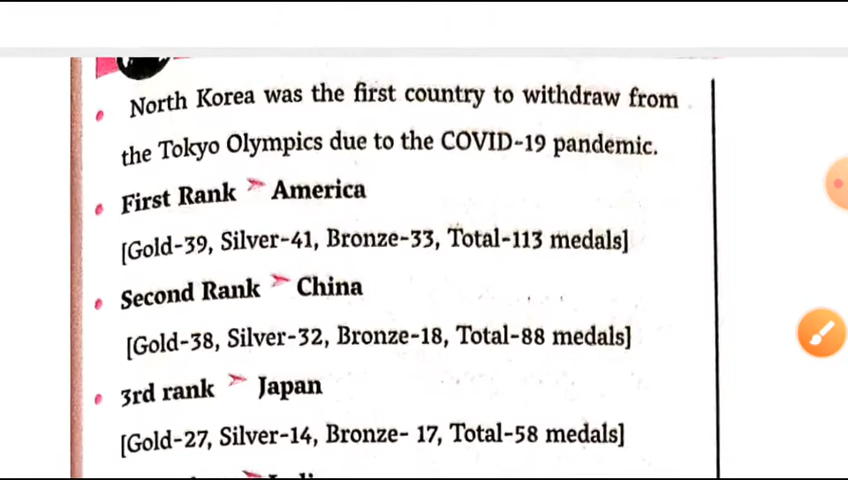 North Korea was the first country to withdraw from
the Tokyo Olympics due to the COVID-19 pandemic.
First Rank ➣ America
[Gold-39, Silver-41, Bronze-33, Total-113 medals]
Second Rank ➣ China
[Gold-38, Silver-32, Bronze-18, Total-88 medals]
3rd rank ➣ Japan
[Gold-27, Silver-14, Bronze- 17, Total-58 medals]